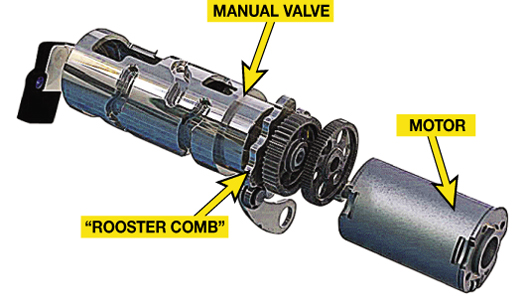 MANUAL VALVE
MOTOR
“ROOSTER COMB”